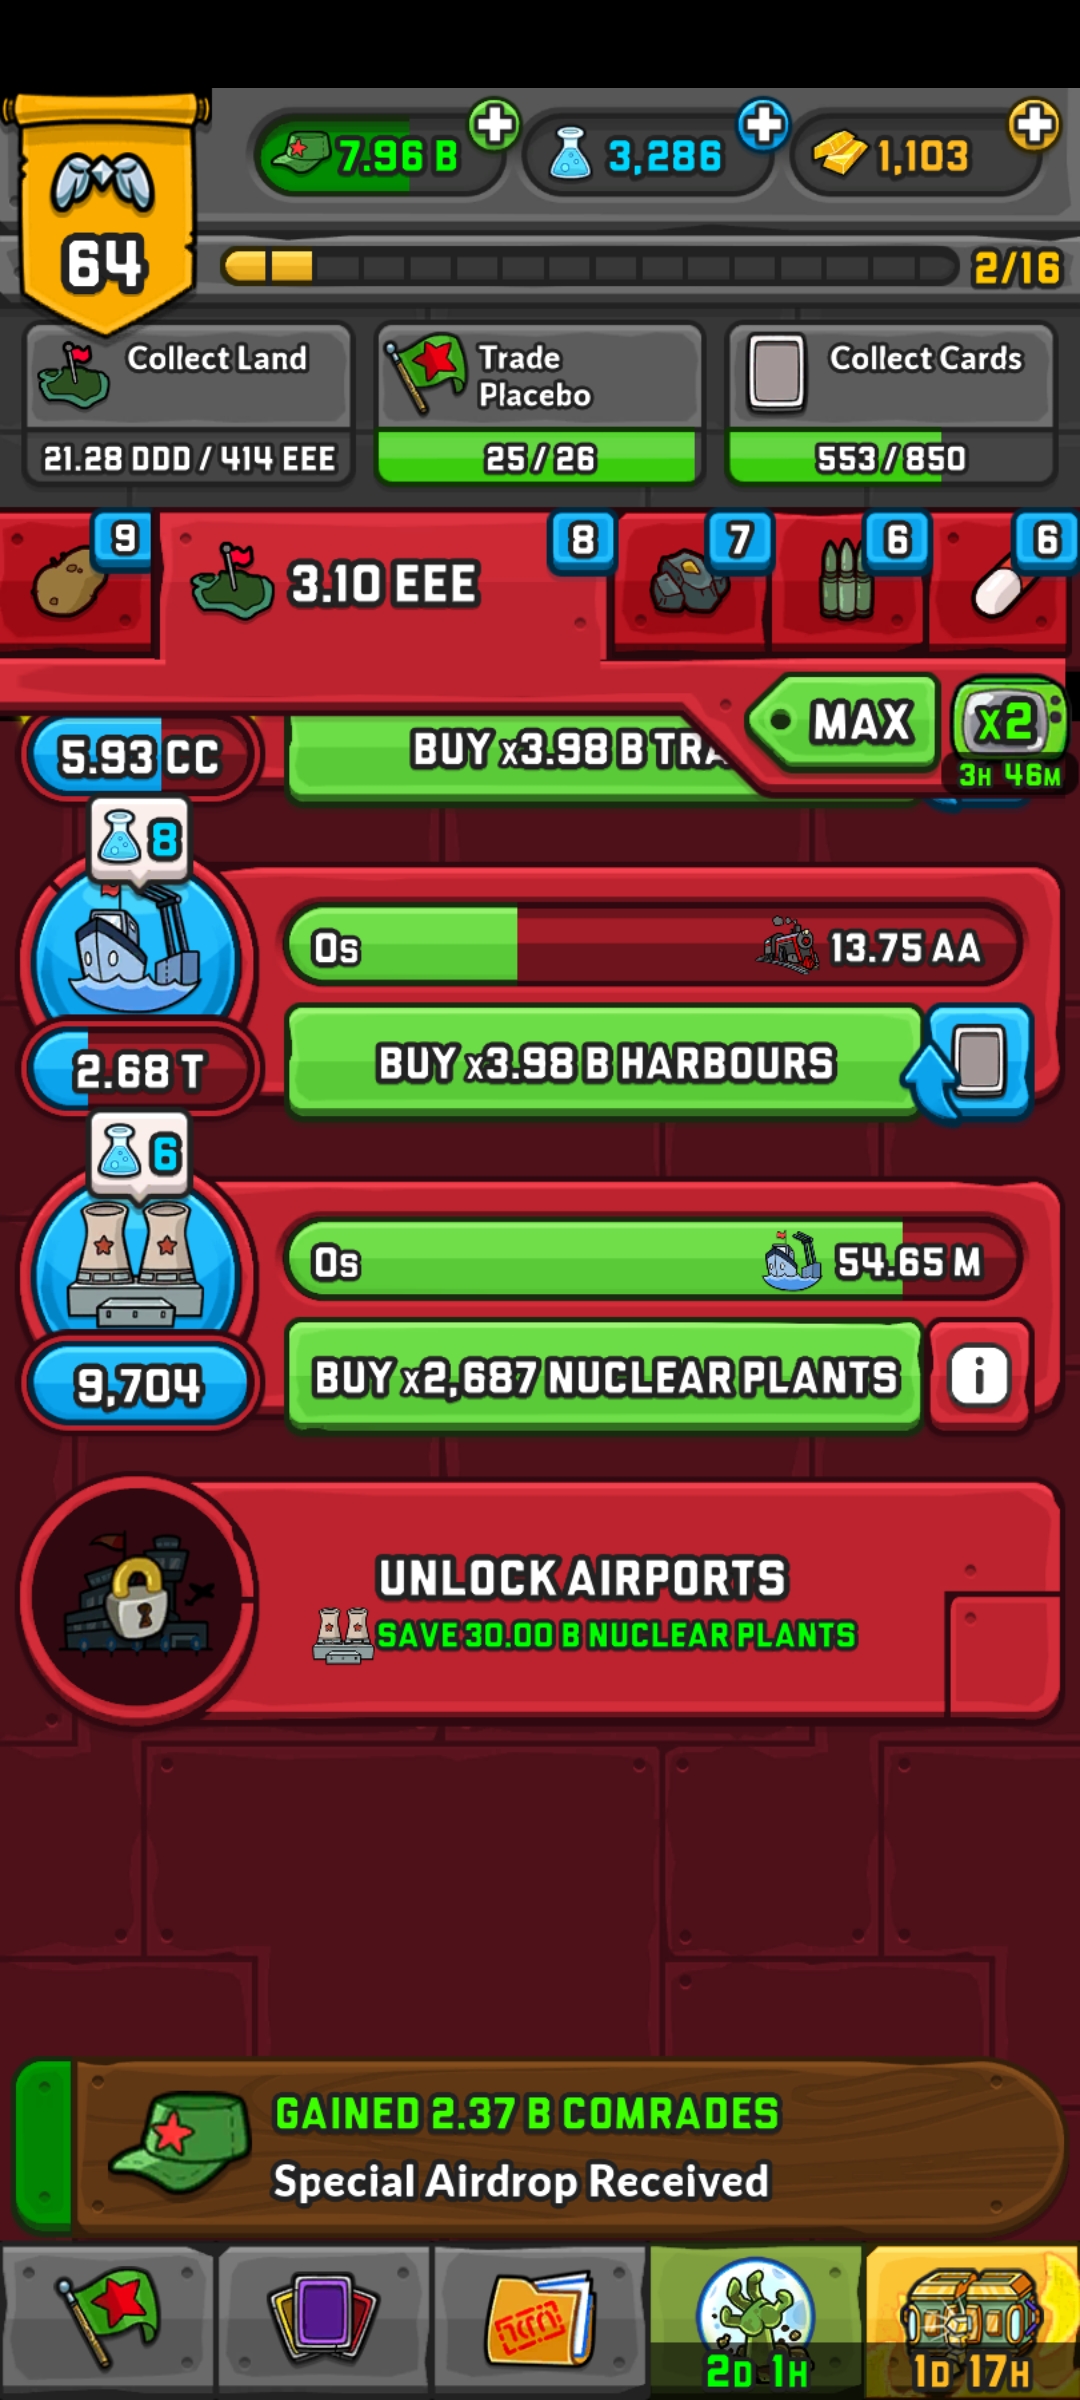 7.96 B
3,286
1,103
64
2/16
Collect Land
21.28 DDD / 414 EEE
Trade
Placebo
25 / 26
Collect Cards
553 / 850
9
3.10 EEE
8
7
6
6
MAX
x2
3H 46M
5.93 CC
BUY x3.98 B TRA
8
0s
13.75 AA
2.68 T
BUY x3.98 B HARBOURS
6
0s
54.65 M
9,704
BUY x2,687 NUCLEAR PLANTS
i
UNLOCK AIRPORTS
SAVE 30.00 B NUCLEAR PLANTS
GAINED 2.37 B COMRADES
Special Airdrop Received
2D 1H
1D 17H